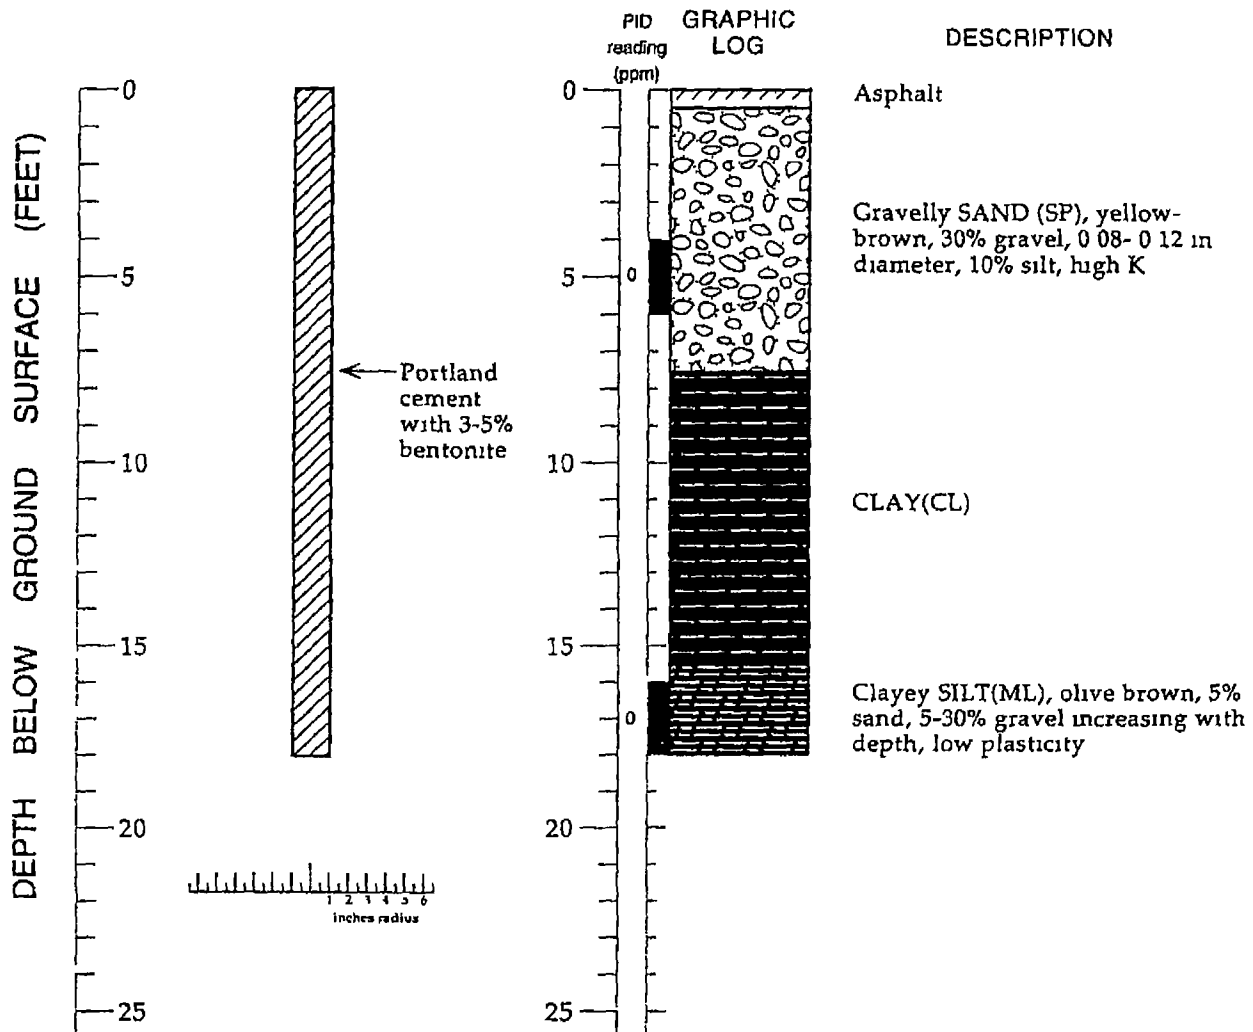 PID
reading
(ppm)
GRAPHIC
LOG
DESCRIPTION
DEPTH BELOW GROUND SURFACE (FEET)
0
5
10
15
20
25
Portland
cement
with 3-5%
bentonite
1 2 3 4 5 6
inches radius
0
5
10
15
20
25
0
0
Asphalt
Gravelly SAND (SP), yellow-
brown, 30% gravel, 0 08- 0 12 in
diameter, 10% silt, high K
CLAY(CL)
Clayey SILT(ML), olive brown, 5%
sand, 5-30% gravel increasing with
depth, low plasticity